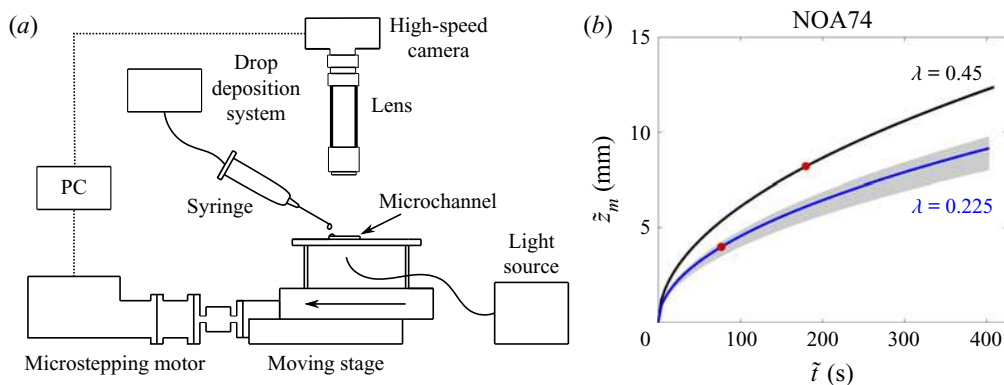 (a)
High-speed
camera
Drop
deposition
system
Lens
PC
Syringe
Microchannel
Light
source
Microstepping motor
Moving stage
(b)
NOA74
15
10
5
0 100 200 300 400
z̃ₘ (mm)
t̃ (s)
λ = 0.45
λ = 0.225